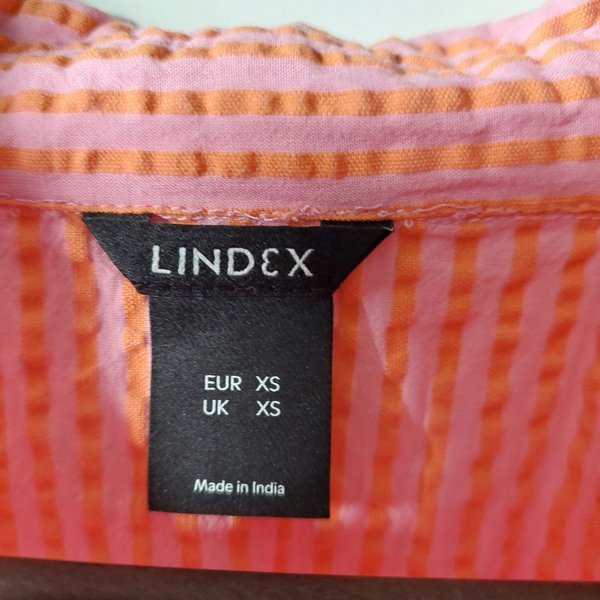 LINDEX
EUR XS
UK XS
Made in India